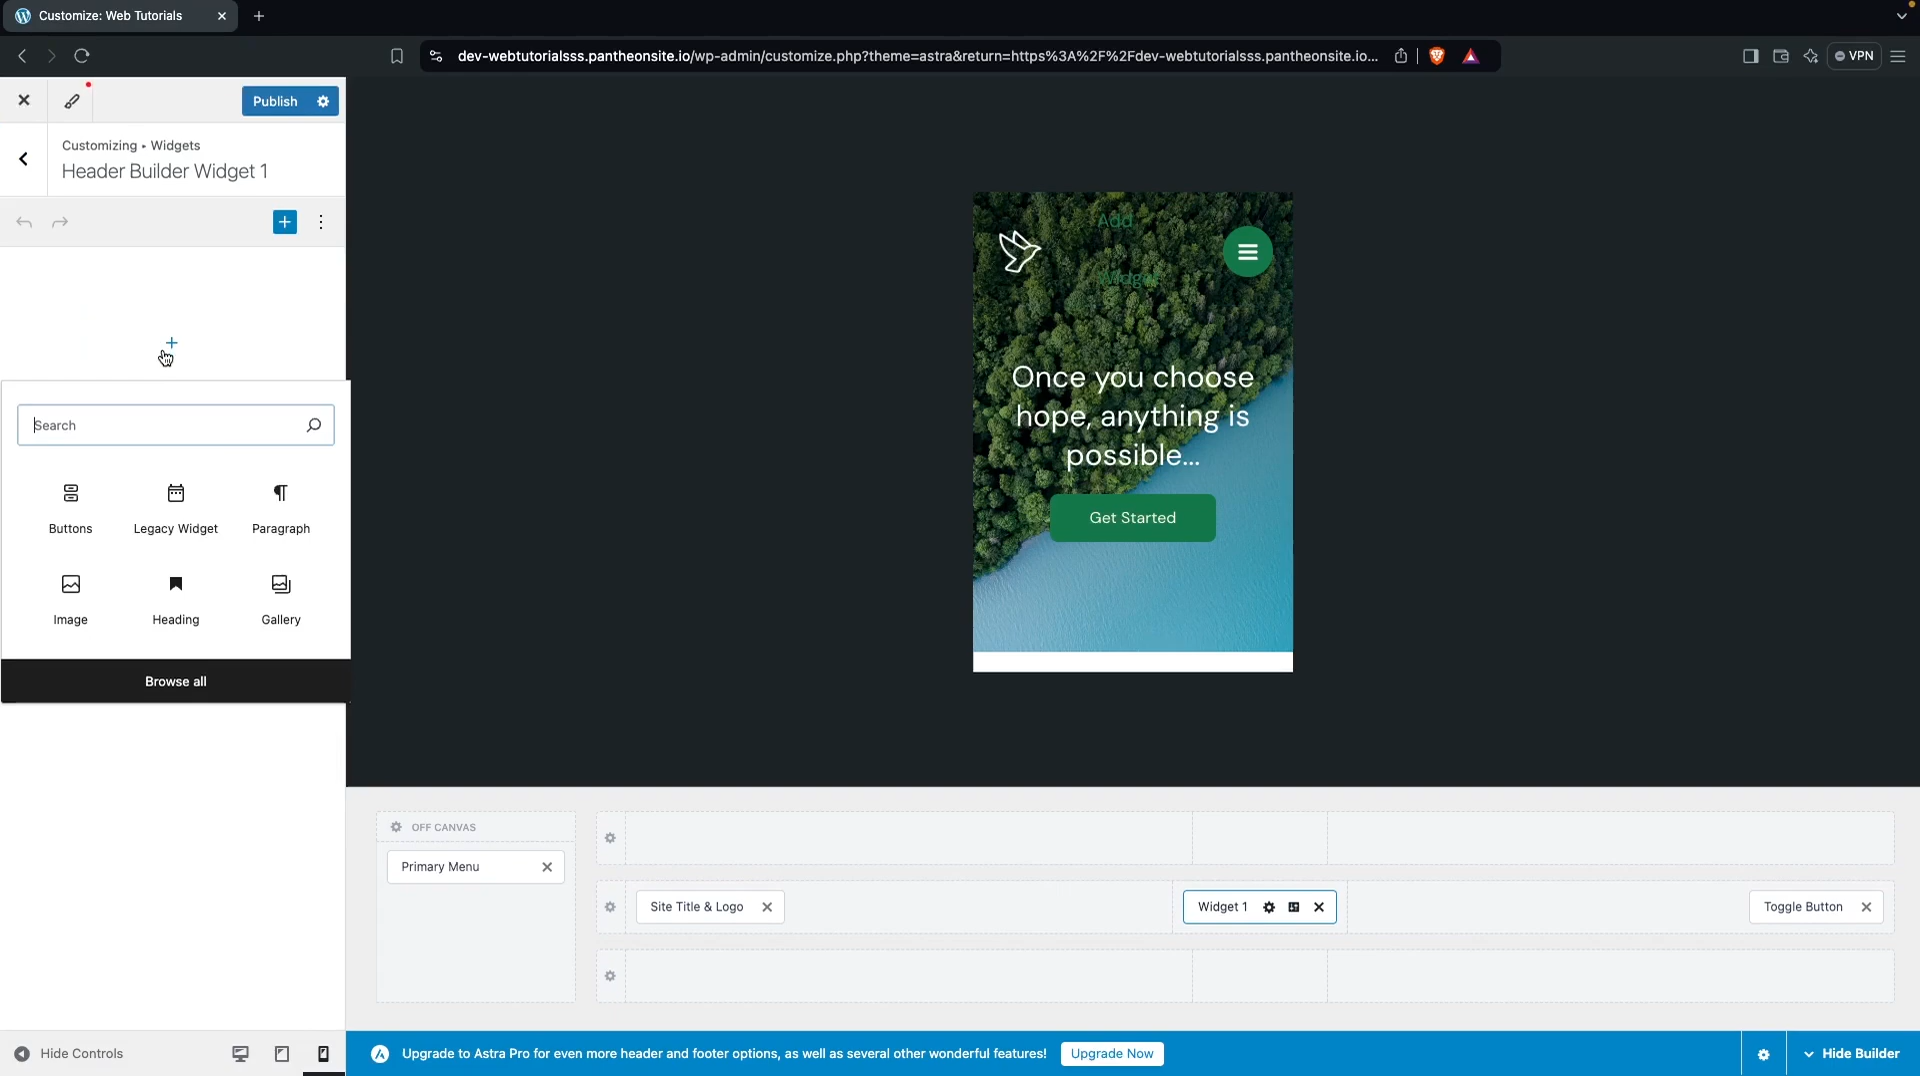 Customize: Web Tutorials
dev-webtutorialsss.pantheonsite.io/wp-admin/customize.php?theme=astra&return=https%3A%2F%2Fdev-webtutorialsss.pantheonsite.io...
VPN
Publish
Customizing ▸ Widgets
Header Builder Widget 1
Search
Buttons
Legacy Widget
Paragraph
Image
Heading
Gallery
Browse all
Add
Widget
Once you choose
hope, anything is
possible...
Get Started
OFF CANVAS
Primary Menu
Site Title & Logo
Widget 1
Toggle Button
Hide Controls
Upgrade to Astra Pro for even more header and footer options, as well as several other wonderful features!
Upgrade Now
Hide Builder